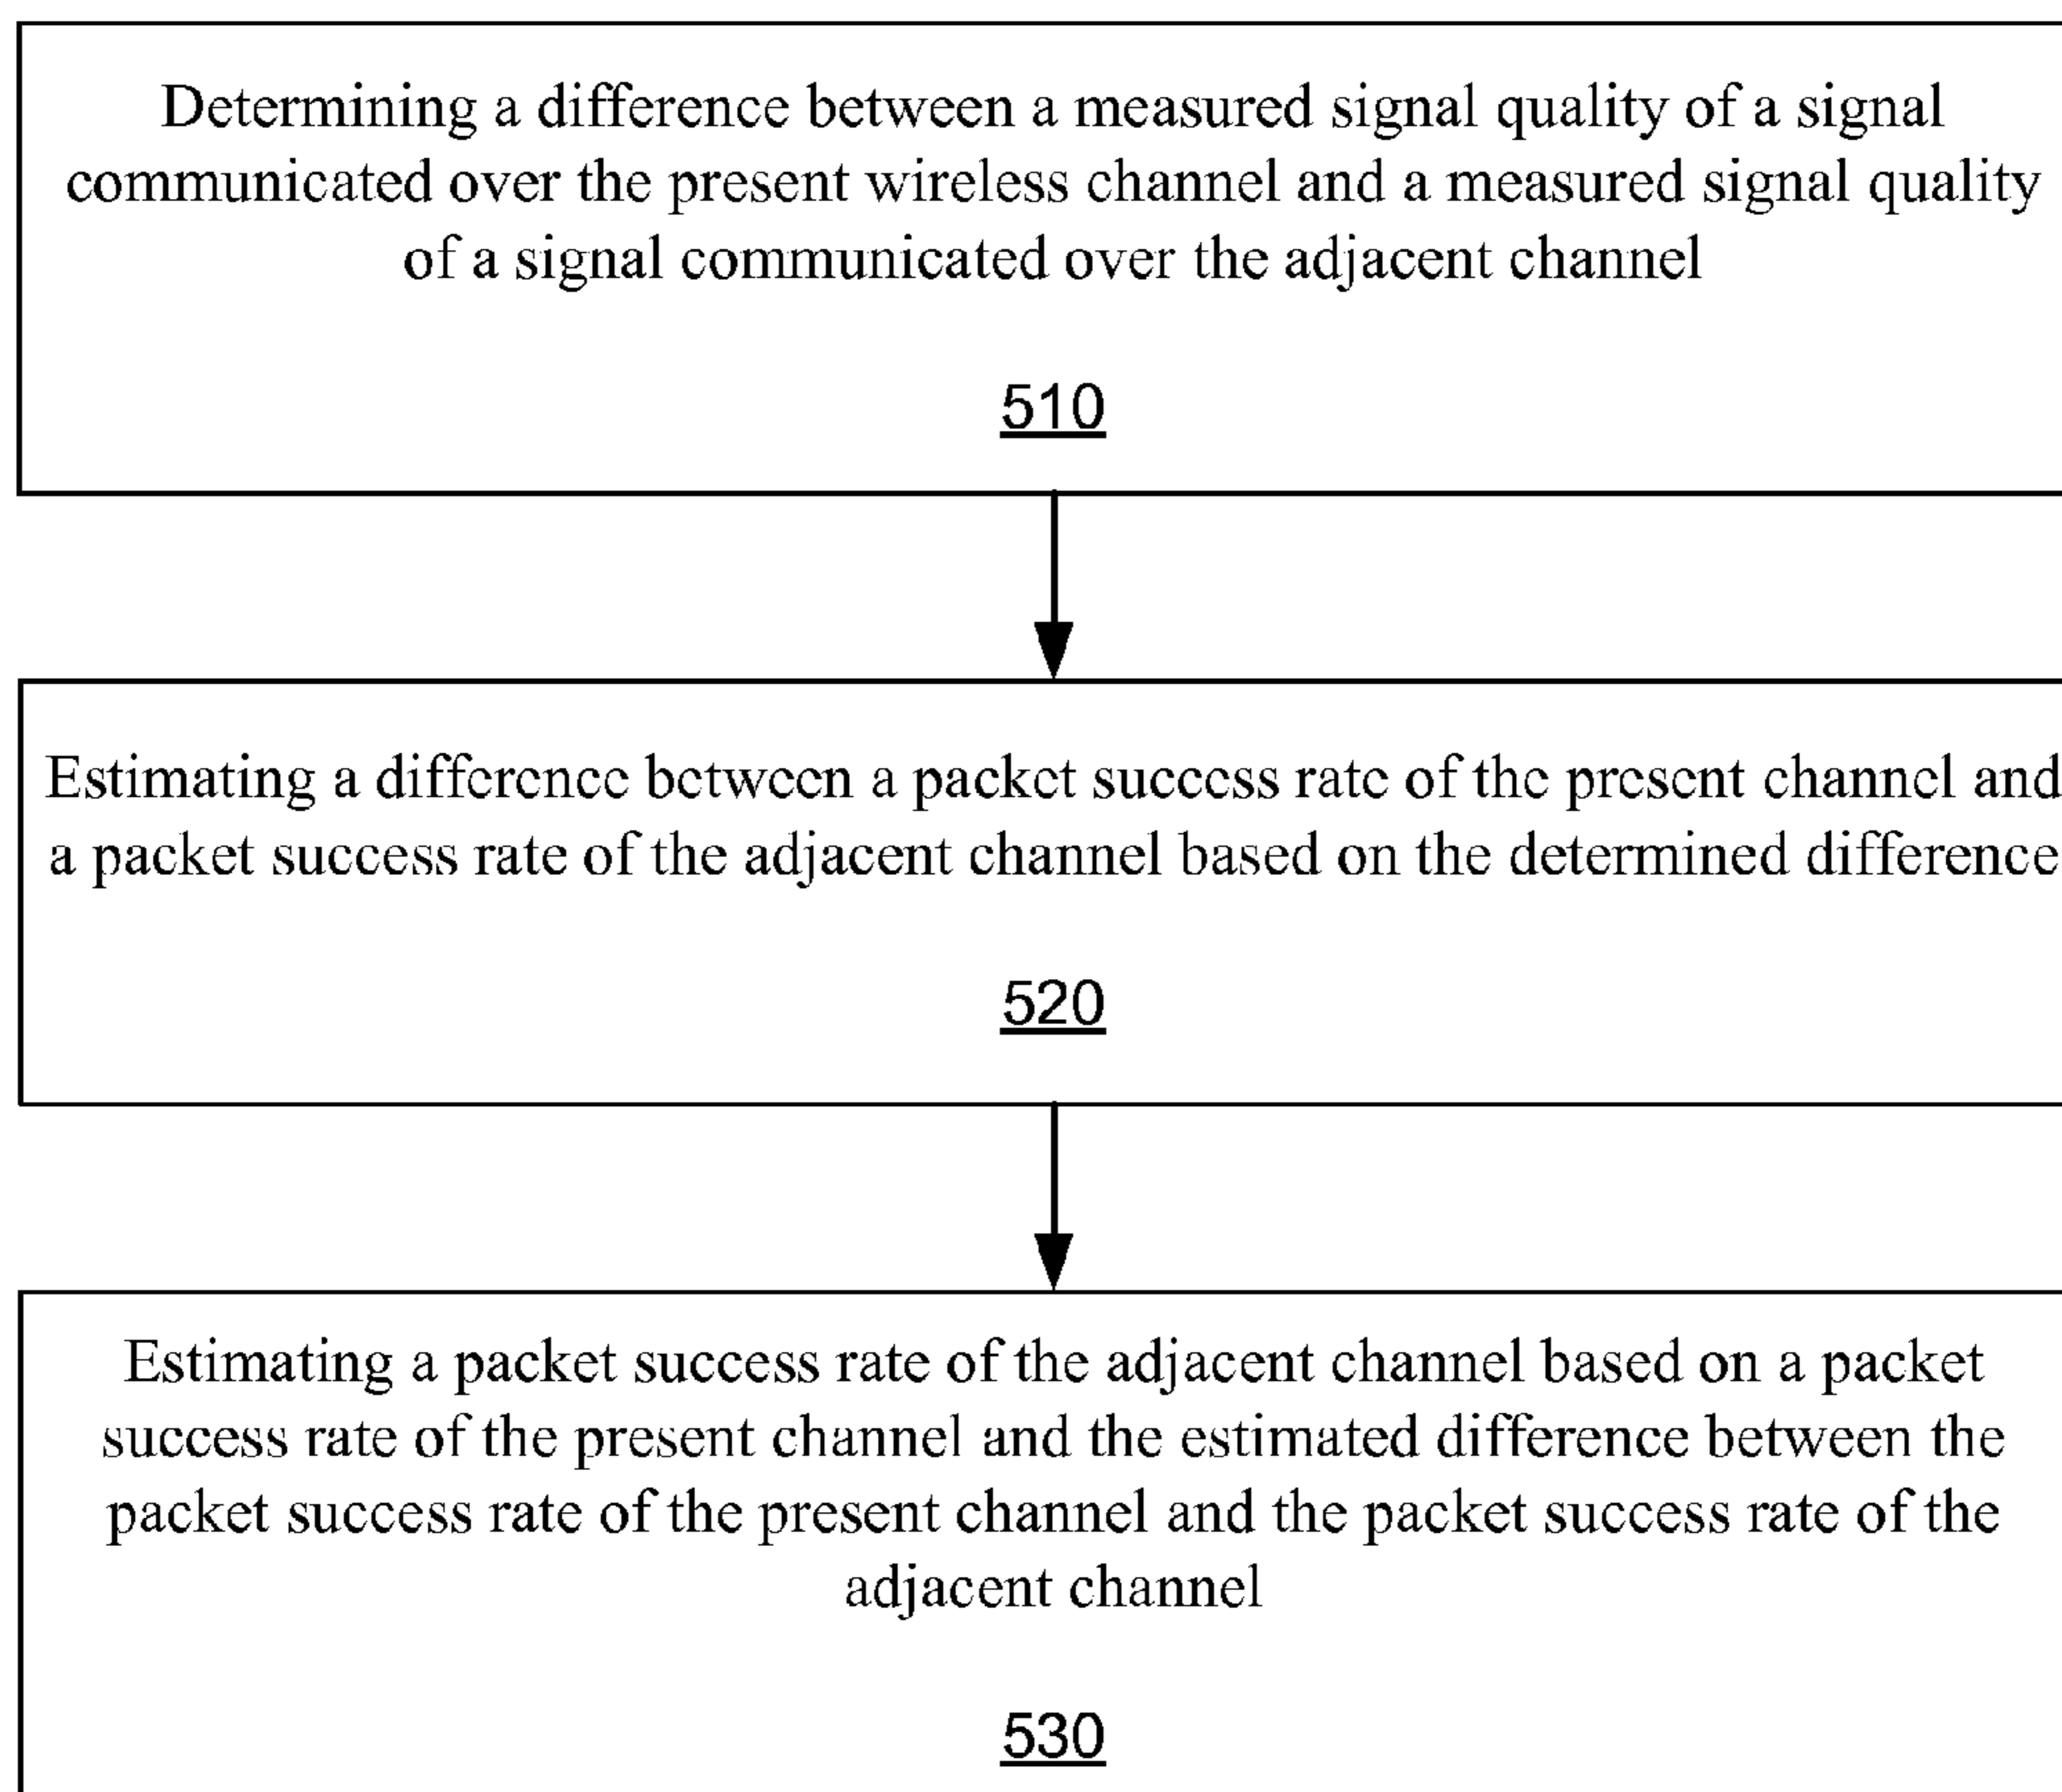 Determining a difference between a measured signal quality of a signal
communicated over the present wireless channel and a measured signal quality
of a signal communicated over the adjacent channel
510
Estimating a difference between a packet success rate of the present channel and
a packet success rate of the adjacent channel based on the determined difference
520
Estimating a packet success rate of the adjacent channel based on a packet
success rate of the present channel and the estimated difference between the
packet success rate of the present channel and the packet success rate of the
adjacent channel
530